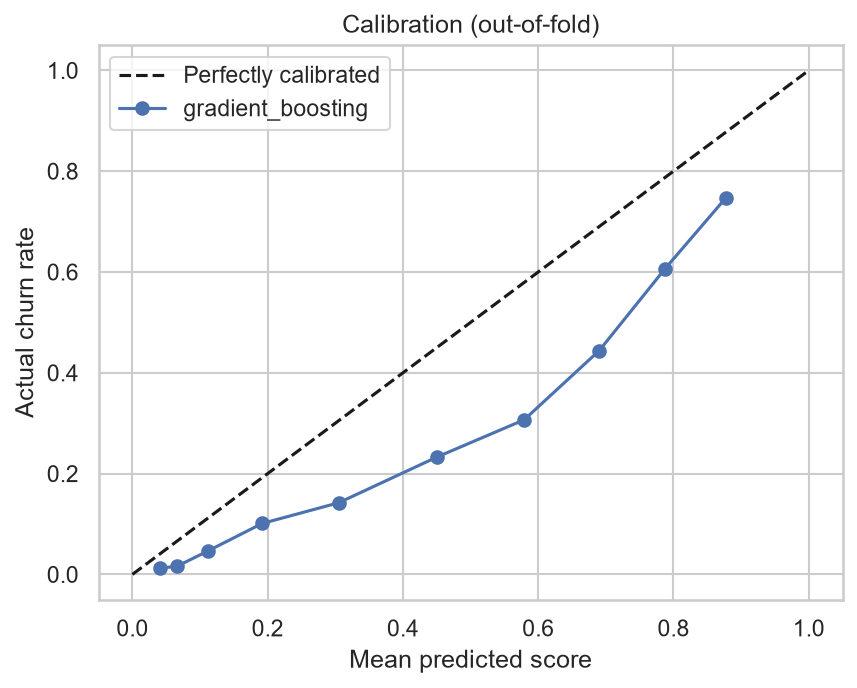 Calibration (out-of-fold)
Perfectly calibrated
gradient_boosting
1.0
0.8
0.6
0.4
0.2
0.0
Actual churn rate
0.0 0.2 0.4 0.6 0.8 1.0
Mean predicted score